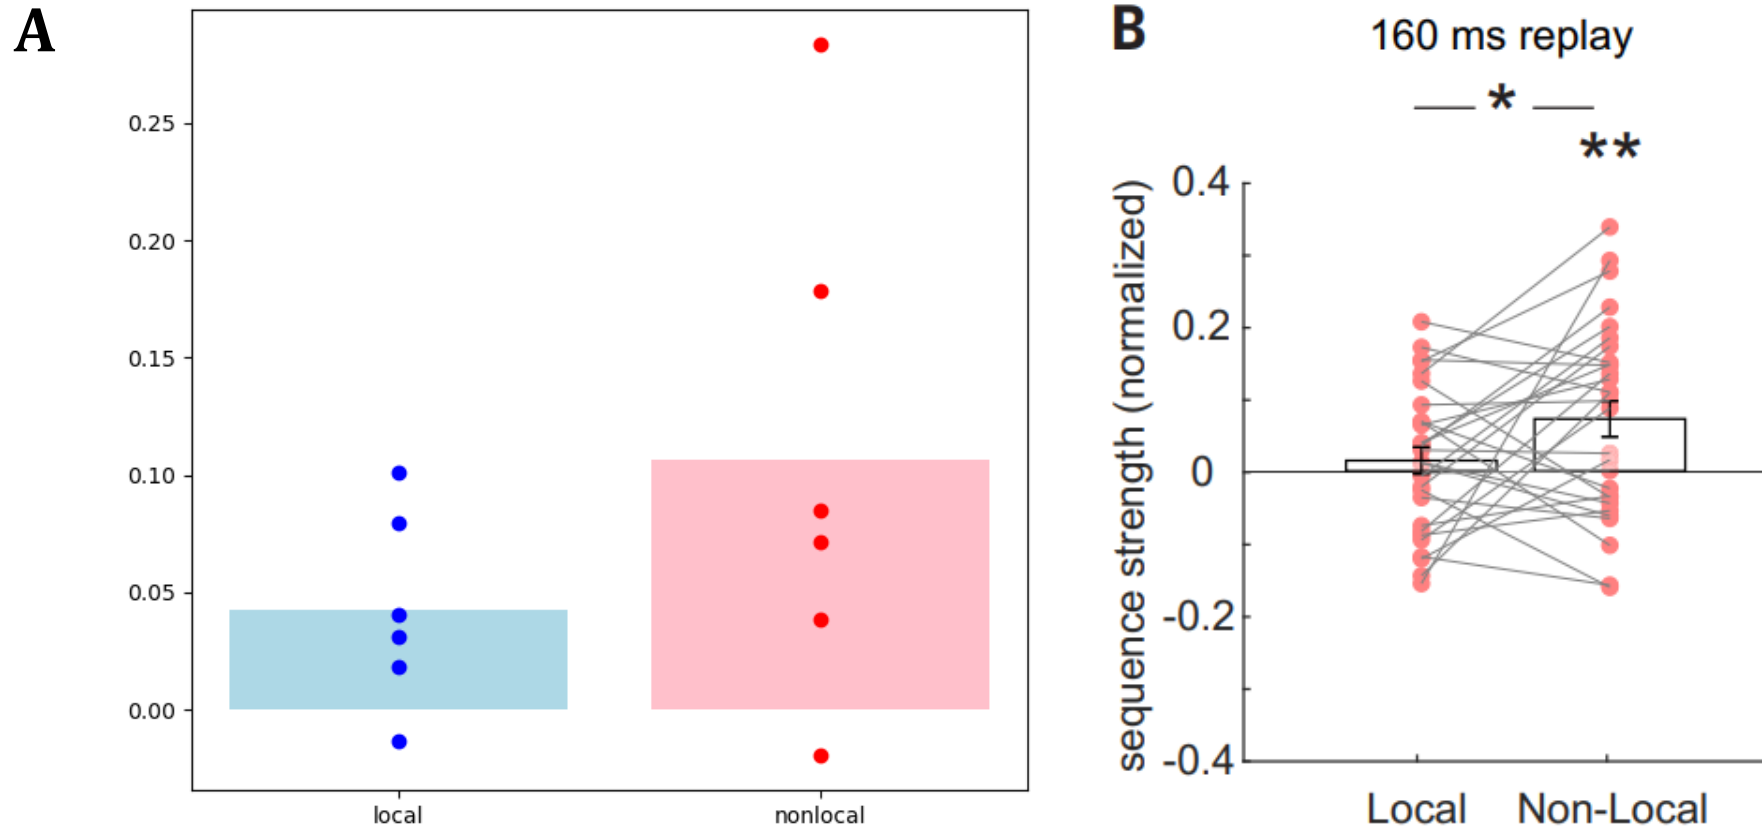 A
0.25
0.20
0.15
0.10
0.05
0.00
local nonlocal
B
160 ms replay
*
**
sequence strength (normalized)
0.4
0.2
0
-0.2
-0.4
Local Non-Local